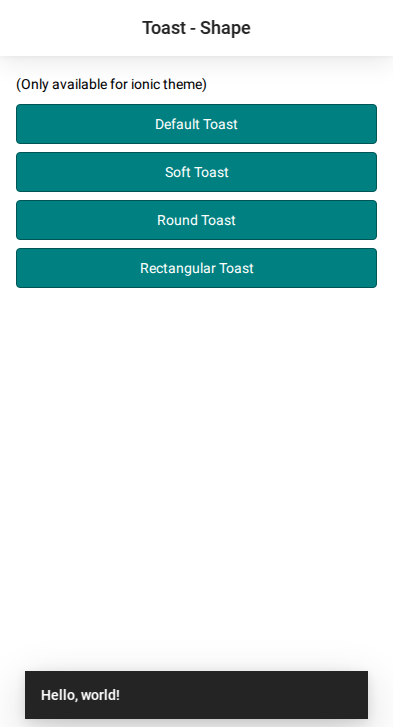 Toast - Shape
(Only available for ionic theme)
Default Toast
Soft Toast
Round Toast
Rectangular Toast
Hello, world!